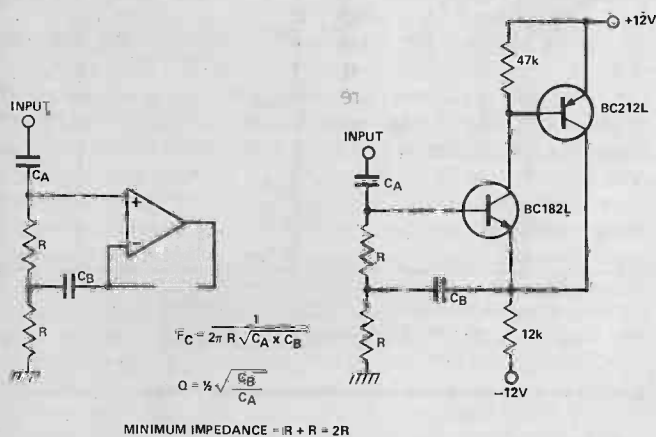 INPUT
CA
+
−
R
CB
R
+12V
47k
BC212L
INPUT
CA
BC182L
R
CB
R
12k
−12V
FC = 1 / 2π R √CA x CB
Q = ½ √CB / CA
MINIMUM IMPEDANCE = R + R = 2R